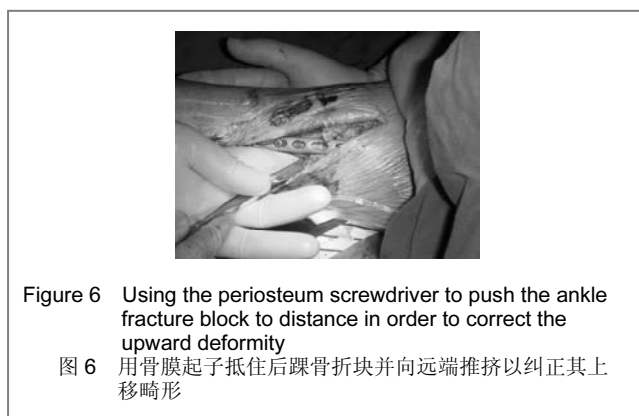 Figure 6 Using the periosteum screwdriver to push the ankle
fracture block to distance in order to correct the
upward deformity
图 6 用骨膜起子抵住后踝骨折块并向远端推挤以纠正其上
移畸形